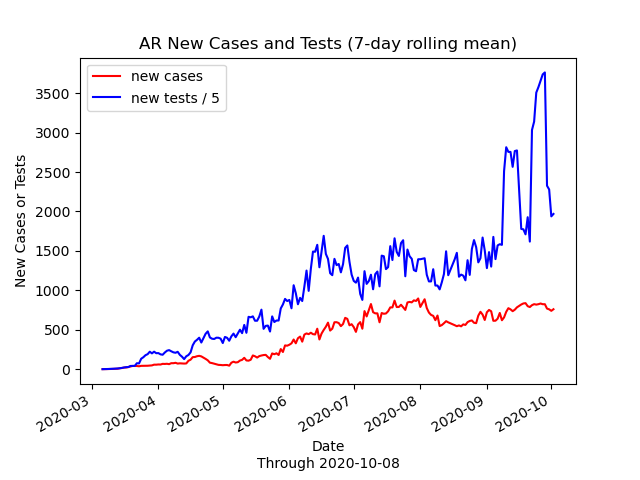 AR New Cases and Tests (7-day rolling mean)
new cases
new tests / 5
New Cases or Tests
3500
3000
2500
2000
1500
1000
500
0
2020-03
2020-04
2020-05
2020-06
2020-07
2020-08
2020-09
2020-10
Date
Through 2020-10-08